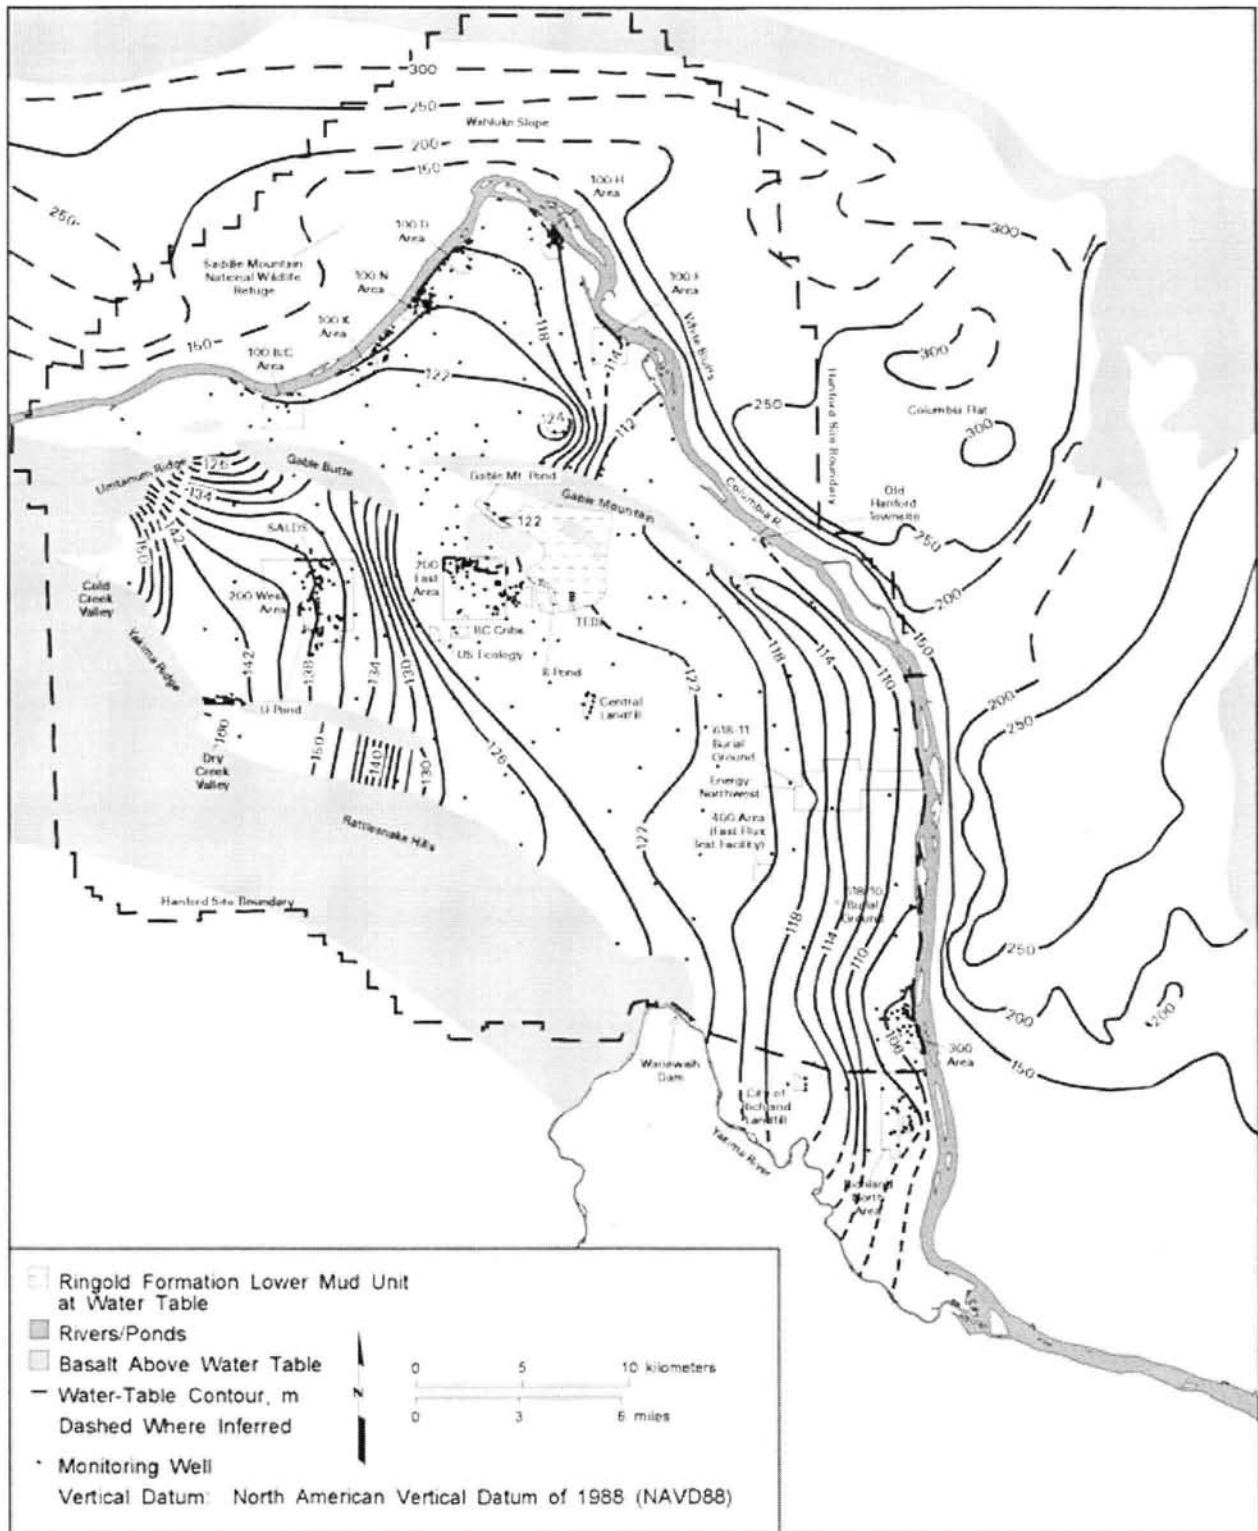 300
250
Wahluke Slope
200
150
100 H
Area
250
100 D
Area
300
Saddle Mountain
National Wildlife
Refuge
100 N
Area
100 F
Area
100 K
Area
118
White Bluffs
150
100 B/C
Area
114
300
122
250
Columbia Flat
124
112
Hanford Site Boundary
300
Umtanum Ridge
126
Gable Butte
Gable Mt. Pond
Gable Mountain
Columbia R.
Old
Hanford
Townsite
134
122
SALDS
142
250
160
200
East
Area
Cold
Creek
Valley
200 West
Area
200
TEDF
BC Cribs
150
118
114
US Ecology
Yakima Ridge
142
138
134
130
B Pond
122
110
200
U Pond
Central
Landfill
250
618-11
Burial
Ground
160
Dry
Creek
Valley
150
140
130
126
Energy
Northwest
400 Area
(Fast Flux
Test Facility)
Rattlesnake Hills
122
Hanford Site Boundary
618-10
Burial
Ground
118
114
110
250
200
200
106
300
Area
150
Wanawish
Dam
City of
Richland
Landfill
Yakima River
Richland
North
Area
Ringold Formation Lower Mud Unit
at Water Table
Rivers/Ponds
Basalt Above Water Table
Water-Table Contour, m
Dashed Where Inferred
Monitoring Well
Vertical Datum: North American Vertical Datum of 1988 (NAVD88)
N
0 5 10 kilometers
0 3 6 miles